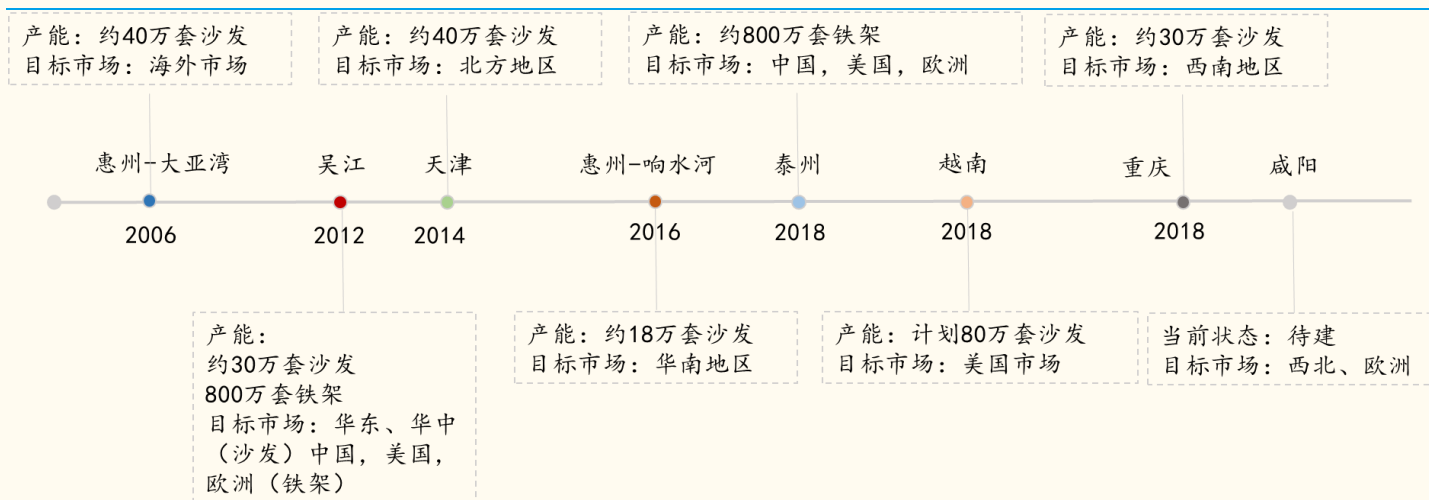 产能：约40万套沙发
目标市场：海外市场
产能：约40万套沙发
目标市场：北方地区
产能：约800万套铁架
目标市场：中国，美国，欧洲
产能：约30万套沙发
目标市场：西南地区
惠州-大亚湾
吴江
天津
惠州-响水河
泰州
越南
重庆
咸阳
2006
2012
2014
2016
2018
2018
2018
产能：
约30万套沙发
800万套铁架
目标市场：华东、华中
（沙发）中国，美国，
欧洲（铁架）
产能：约18万套沙发
目标市场：华南地区
产能：计划80万套沙发
目标市场：美国市场
当前状态：待建
目标市场：西北、欧洲